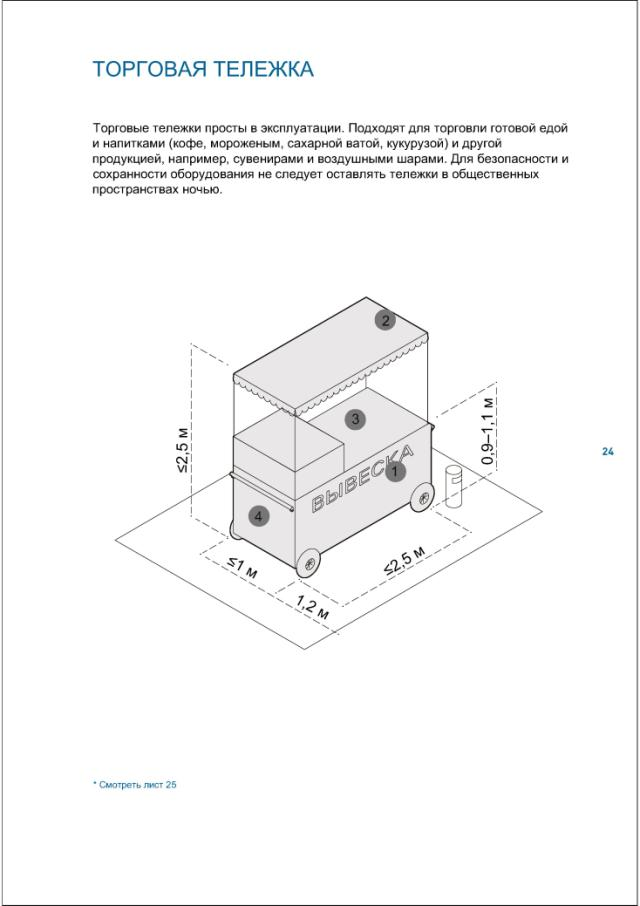 ТОРГОВАЯ ТЕЛЕЖКА
Торговые тележки просты в эксплуатации. Подходят для торговли готовой едой
и напитками (кофе, мороженым, сахарной ватой, кукурузой) и другой
продукцией, например, сувенирами и воздушными шарами. Для безопасности и
сохранности оборудования не следует оставлять тележки в общественных
пространствах ночью.
2
3
≤2,5 м
0,9–1,1 м
24
ВЫВЕСКА
1
4
≤1 м
≤2,5 м
1,2 м
* Смотреть лист 25